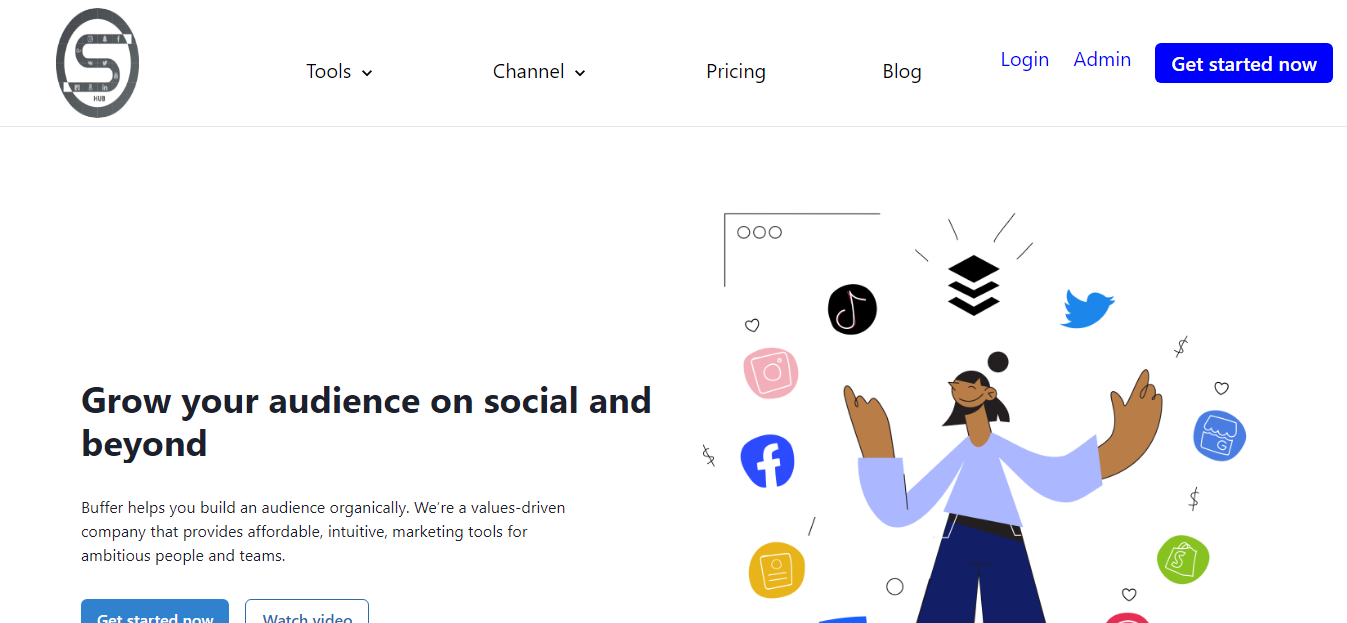 S
HUB
Tools
Channel
Pricing
Blog
Login
Admin
Get started now
Grow your audience on social and
beyond
Buffer helps you build an audience organically. We're a values-driven
company that provides affordable, intuitive, marketing tools for
ambitious people and teams.
Get started now
Watch video